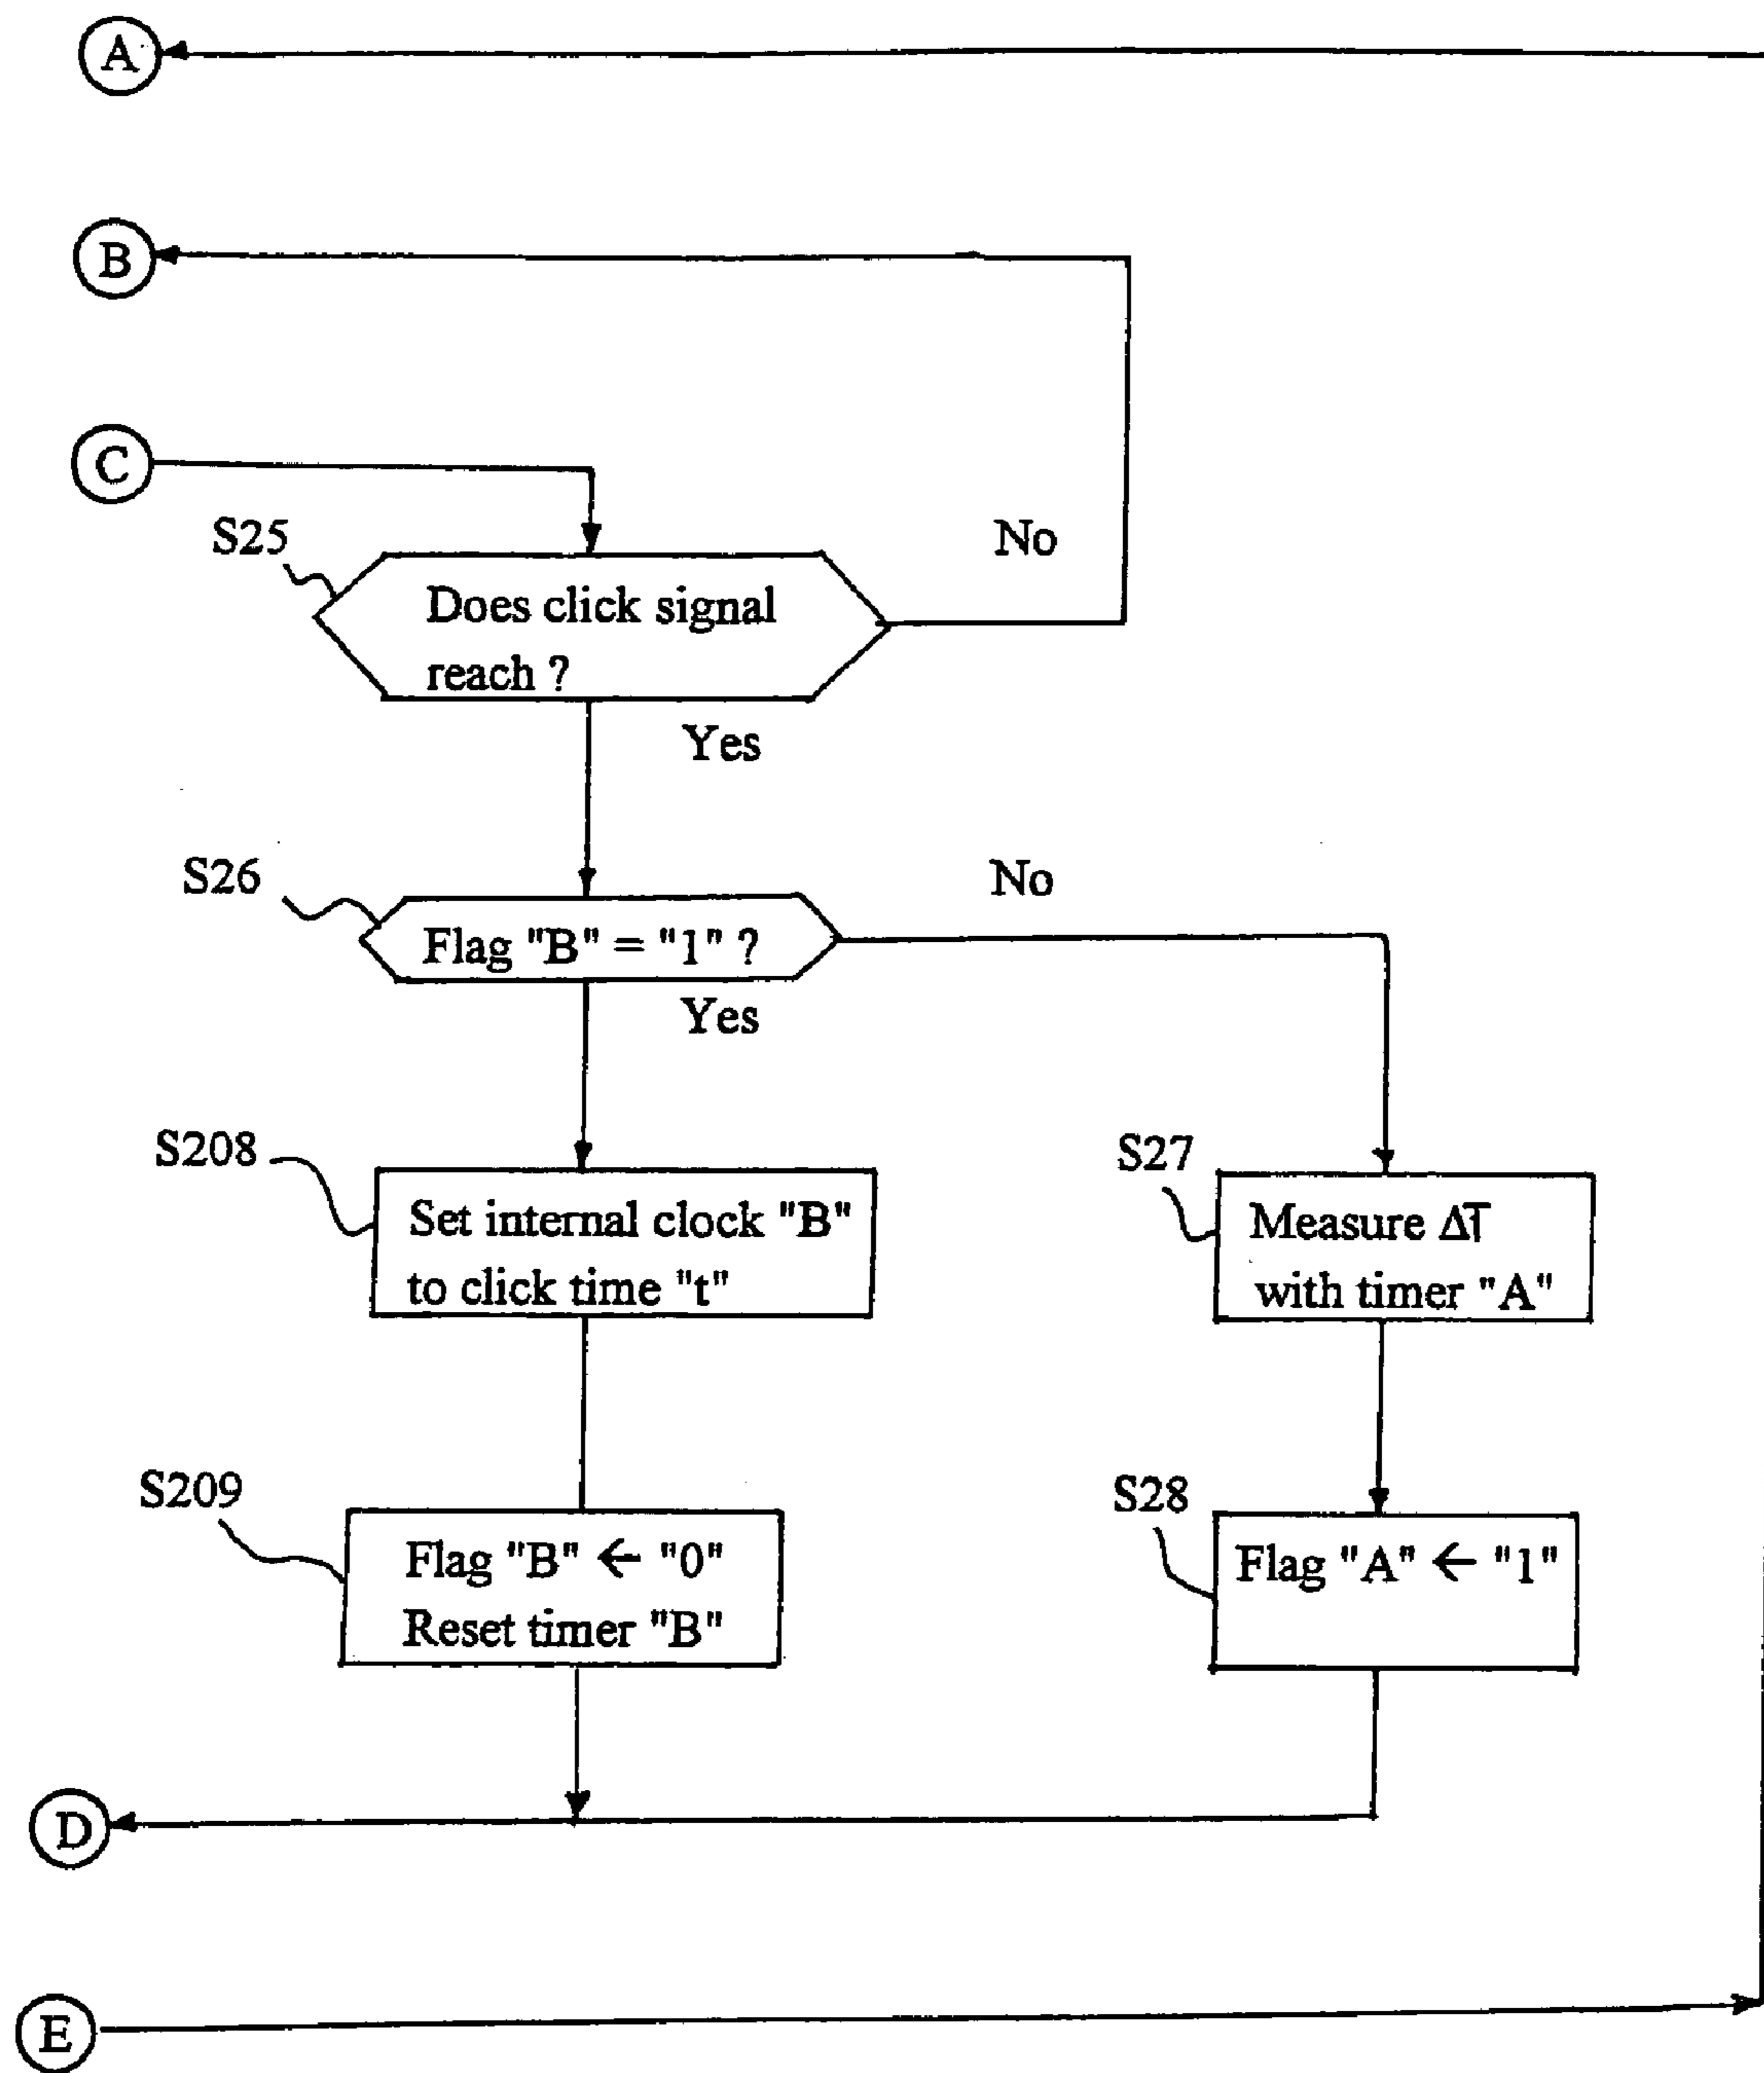 A
B
C
S25
No
Does click signal
reach ?
Yes
S26
No
Flag "B" = "1" ?
Yes
S208
Set internal clock "B"
to click time "t"
S27
Measure ΔT
with timer "A"
S209
Flag "B" ← "0"
Reset timer "B"
S28
Flag "A" ← "1"
D
E